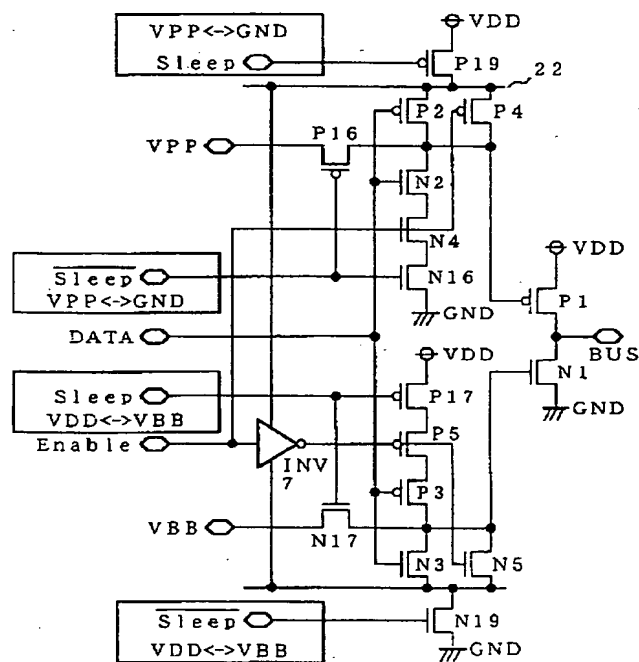 VPP<->GND
Sleep
VDD
P19
22
P2
P4
P16
VPP
N2
N4
Sleep
VPP<->GND
N16
GND
VDD
P1
DATA
BUS
VDD
N1
Sleep
VDD<->VBB
P17
GND
Enable
P5
INV
7
P3
VBB
N17
N3
N5
Sleep
VDD<->VBB
N19
GND